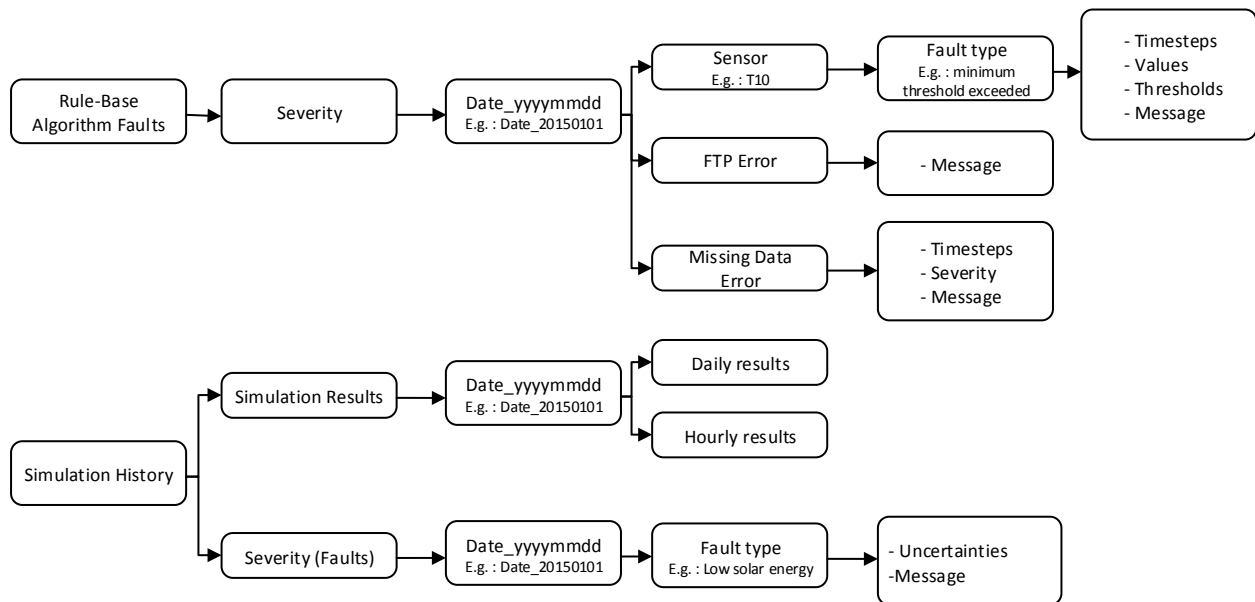 Rule-Base
Algorithm Faults
Severity
Date_yyyymmdd
E.g. : Date_20150101
Sensor
E.g. : T10
Fault type
E.g. : minimum
threshold exceeded
- Timesteps
- Values
- Thresholds
- Message
FTP Error
- Message
Missing Data
Error
- Timesteps
- Severity
- Message
Simulation History
Simulation Results
Date_yyyymmdd
E.g. : Date_20150101
Daily results
Hourly results
Severity (Faults)
Date_yyyymmdd
E.g. : Date_20150101
Fault type
E.g. : Low solar energy
- Uncertainties
-Message